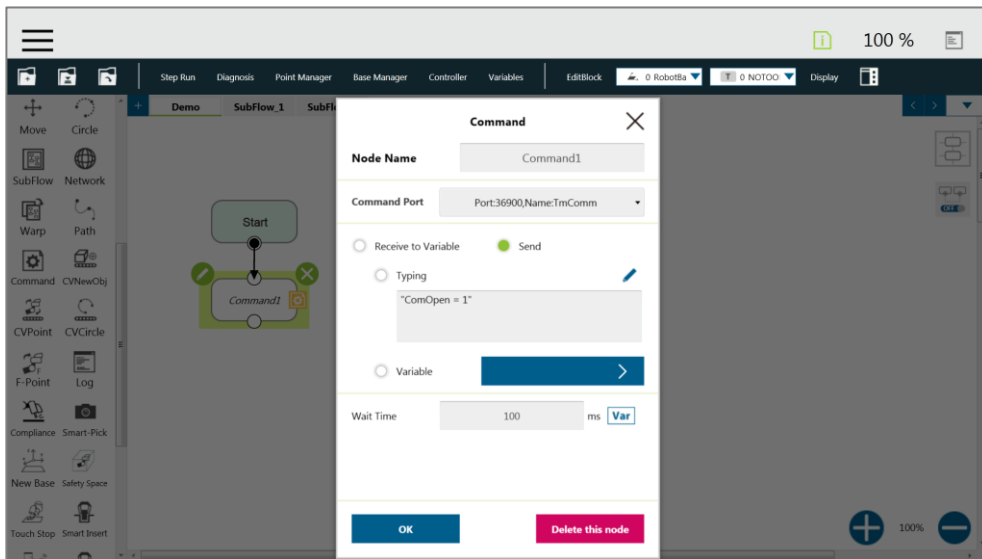 100 %
Step Run Diagnosis Point Manager Base Manager Controller Variables EditBlock 0 RobotBa T 0 NOTOO Display
Move Circle
SubFlow Network
Warp Path
Command CVNewObj
CVPoint CVCircle
F-Point Log
Compliance Smart-Pick
New Base Safety Space
Touch Stop Smart Insert
+ Demo SubFlow_1 SubFl
Start
Command1
Command
Node Name Command1
Command Port Port:36900,Name:TmComm
Receive to Variable Send
Typing
"ComOpen = 1"
Variable
Wait Time 100 ms Var
OK Delete this node
OFF
100%